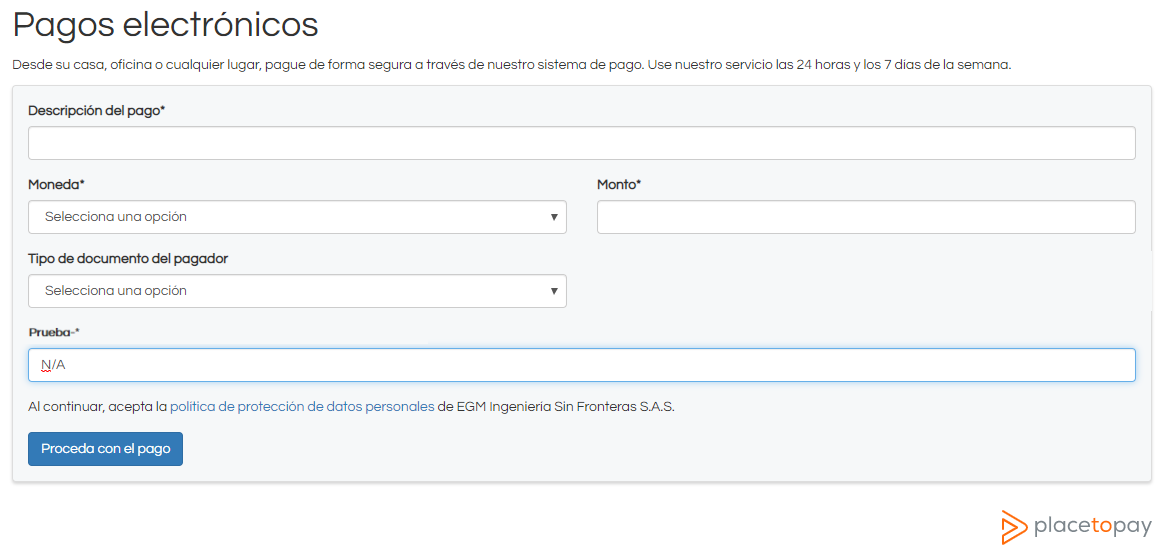 Pagos electrónicos
Desde su casa, oficina o cualquier lugar, pague de forma segura a través de nuestro sistema de pago. Use nuestro servicio las 24 horas y los 7 dias de la semana.
Descripción del pago*
Moneda* Monto*
Selecciona una opción
Tipo de documento del pagador
Selecciona una opción
Prueba-*
N/A
Al continuar, acepta la política de protección de datos personales de EGM Ingenieria Sin Fronteras S.A.S.
Proceda con el pago
placetopay